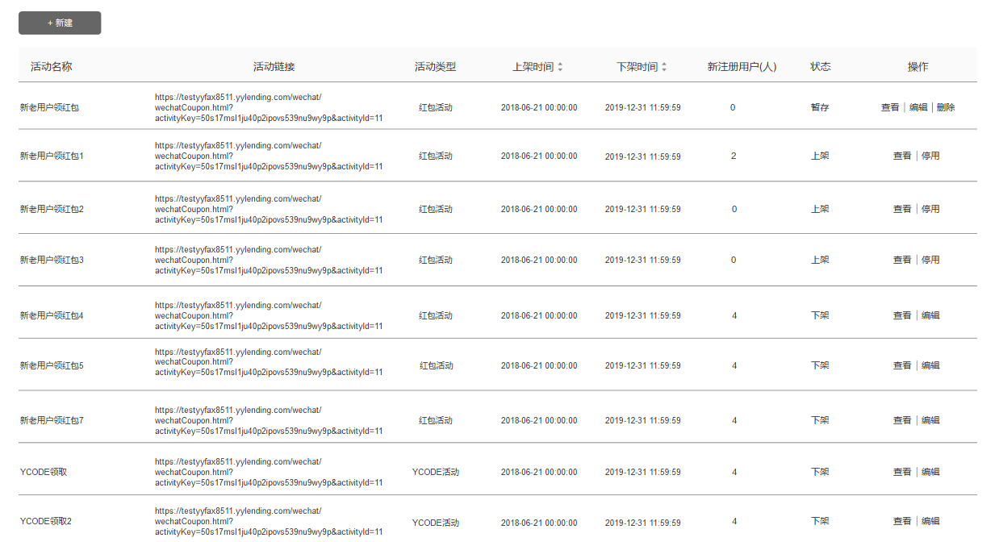 + 新建
活动名称 活动链接 活动类型 上架时间 下架时间 新注册用户(人) 状态 操作
https://testyyfax8511.yylending.com/wechat/
新老用户领红包 wechatCoupon.html? 红包活动 2018-06-21 00:00:00 2019-12-31 11:59:59 0 暂存 查看 | 编辑 | 删除
activityKey=50s17msl1ju40p2ipovs539nu9wy9p&activityId=11
https://testyyfax8511.yylending.com/wechat/
新老用户领红包1 wechatCoupon.html? 红包活动 2018-06-21 00:00:00 2019-12-31 11:59:59 2 上架 查看 | 停用
activityKey=50s17msl1ju40p2ipovs539nu9wy9p&activityId=11
https://testyyfax8511.yylending.com/wechat/
新老用户领红包2 wechatCoupon.html? 红包活动 2018-06-21 00:00:00 2019-12-31 11:59:59 0 上架 查看 | 停用
activityKey=50s17msl1ju40p2ipovs539nu9wy9p&activityId=11
https://testyyfax8511.yylending.com/wechat/
新老用户领红包3 wechatCoupon.html? 红包活动 2018-06-21 00:00:00 2019-12-31 11:59:59 0 上架 查看 | 停用
activityKey=50s17msl1ju40p2ipovs539nu9wy9p&activityId=11
https://testyyfax8511.yylending.com/wechat/
新老用户领红包4 wechatCoupon.html? 红包活动 2018-06-21 00:00:00 2019-12-31 11:59:59 4 下架 查看 | 编辑
activityKey=50s17msl1ju40p2ipovs539nu9wy9p&activityId=11
https://testyyfax8511.yylending.com/wechat/
新老用户领红包5 wechatCoupon.html? 红包活动 2018-06-21 00:00:00 2019-12-31 11:59:59 4 下架 查看 | 编辑
activityKey=50s17msl1ju40p2ipovs539nu9wy9p&activityId=11
https://testyyfax8511.yylending.com/wechat/
新老用户领红包7 wechatCoupon.html? 红包活动 2018-06-21 00:00:00 2019-12-31 11:59:59 4 下架 查看 | 编辑
activityKey=50s17msl1ju40p2ipovs539nu9wy9p&activityId=11
https://testyyfax8511.yylending.com/wechat/
YCODE领取 wechatCoupon.html? YCODE活动 2018-06-21 00:00:00 2019-12-31 11:59:59 4 下架 查看 | 编辑
activityKey=50s17msl1ju40p2ipovs539nu9wy9p&activityId=11
https://testyyfax8511.yylending.com/wechat/
YCODE领取2 wechatCoupon.html? YCODE活动 2018-06-21 00:00:00 2019-12-31 11:59:59 4 下架 查看 | 编辑
activityKey=50s17msl1ju40p2ipovs539nu9wy9p&activityId=11